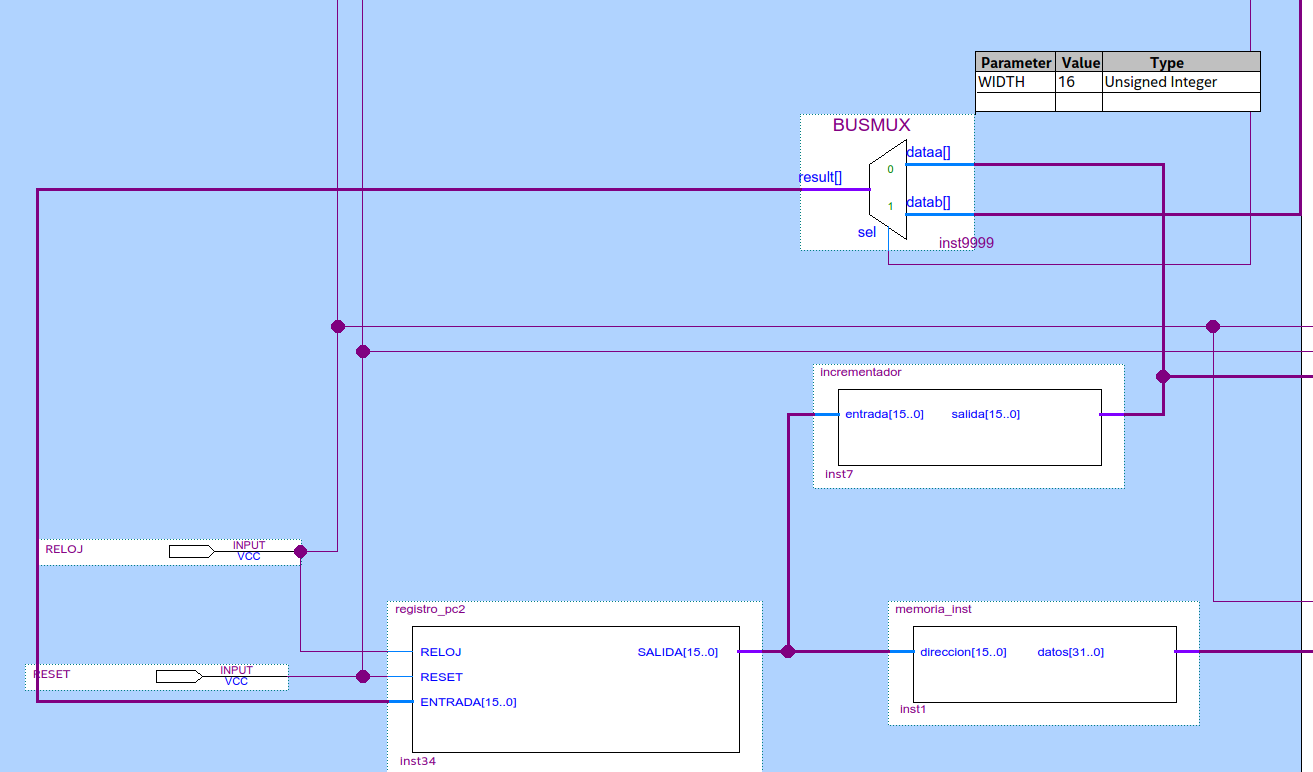 Parameter Value Type
WIDTH 16 Unsigned Integer
BUSMUX
dataa[]
0
result[]
1
datab[]
sel
inst9999
incrementador
entrada[15..0] salida[15..0]
inst7
RELOJ INPUT
VCC
registro_pc2
RELOJ SALIDA[15..0]
RESET
ENTRADA[15..0]
inst34
RESET INPUT
VCC
memoria_inst
direccion[15..0] datos[31..0]
inst1